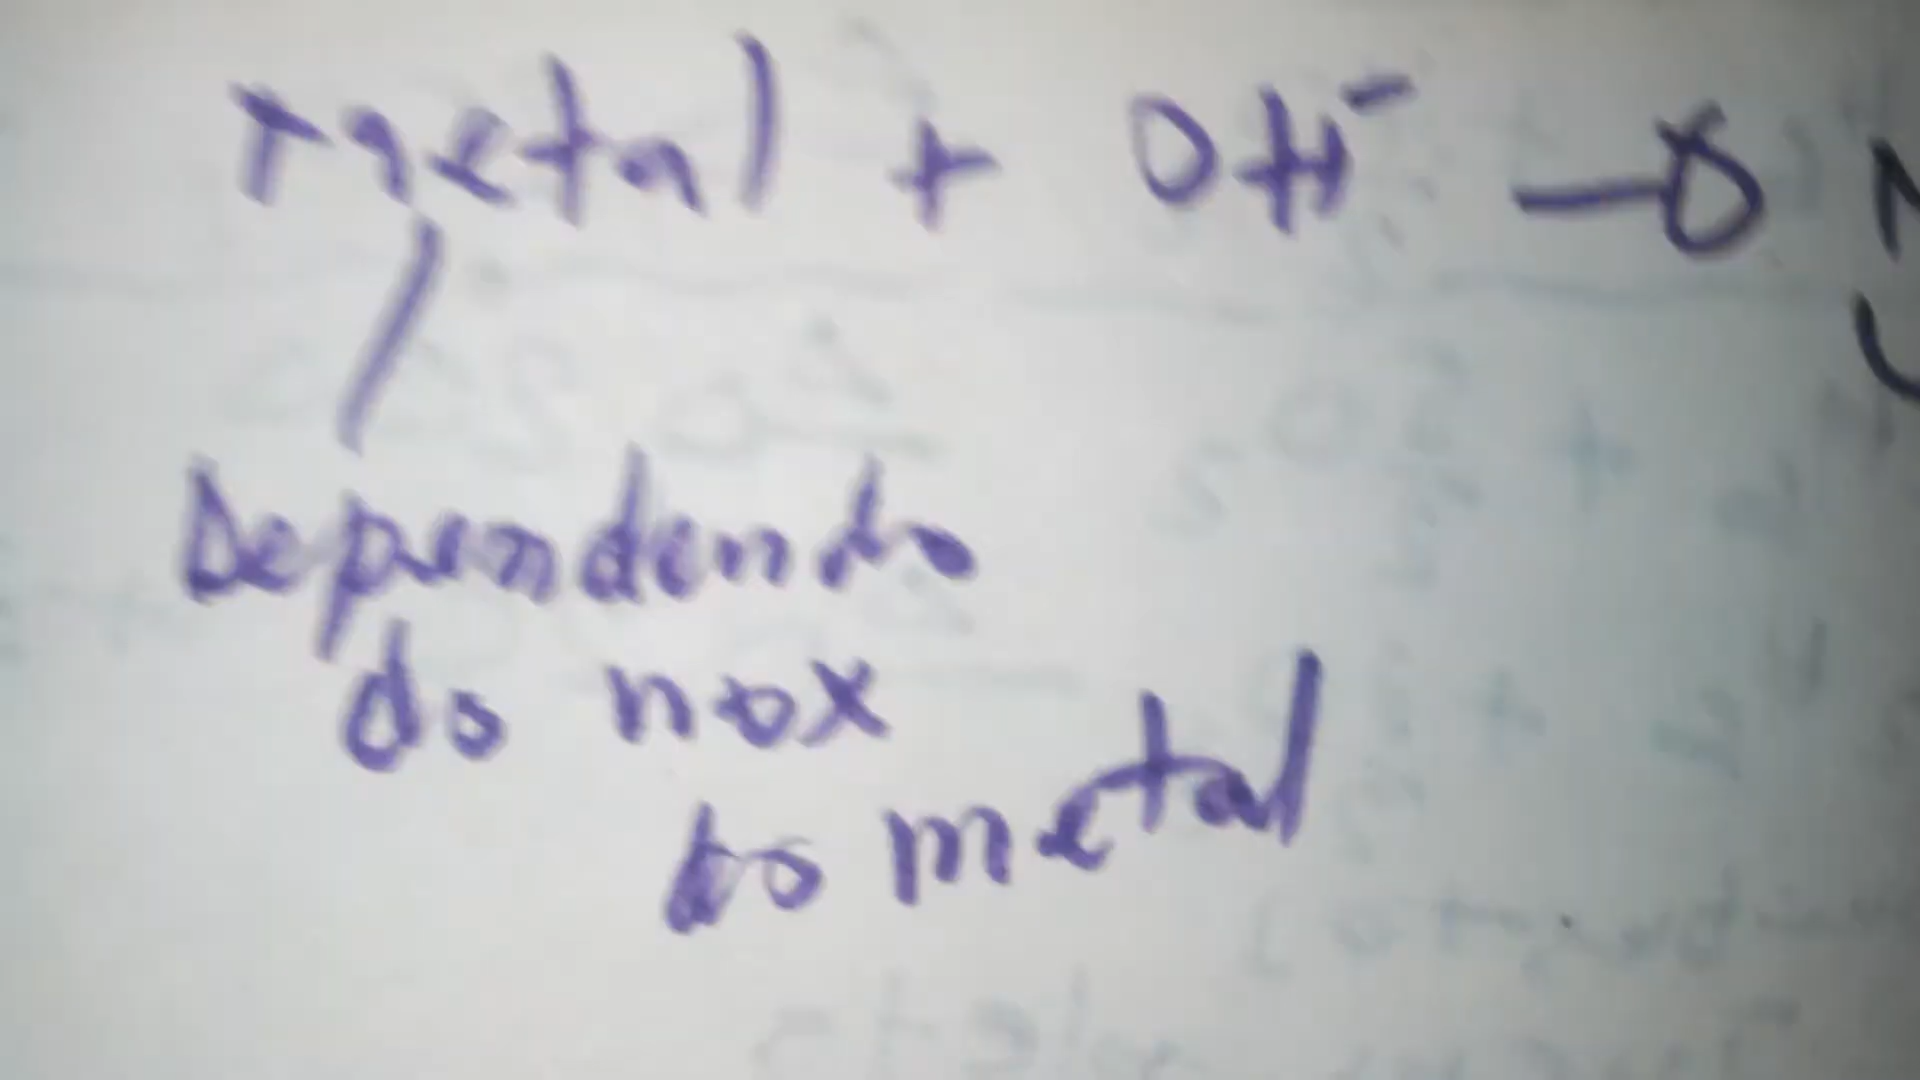 metal + OH⁻ → M
Dependendo
do nox
do metal